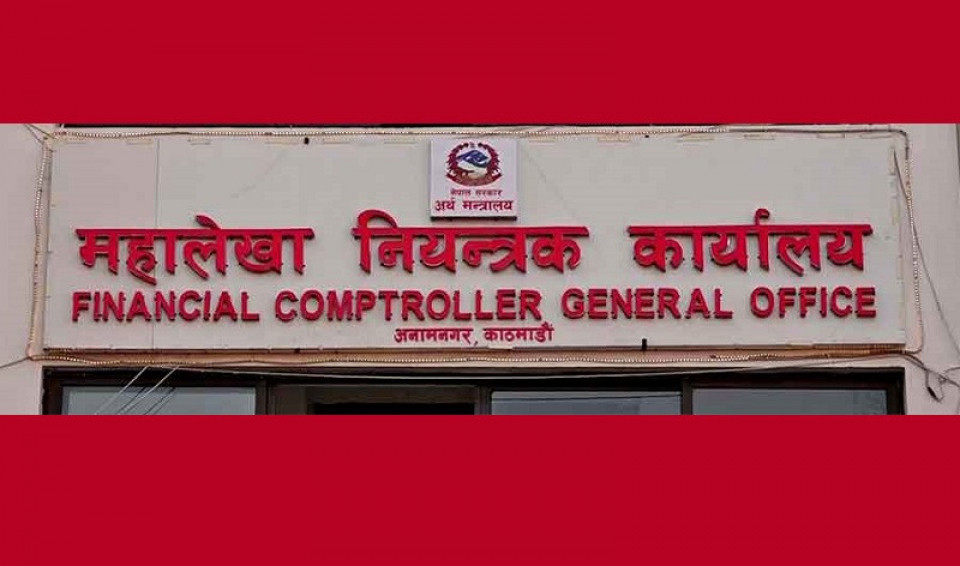 नेपाल सरकार
अर्थ मन्त्रालय
महालेखा नियन्त्रक कार्यालय
FINANCIAL COMPTROLLER GENERAL OFFICE
अनामनगर, काठमाडौं